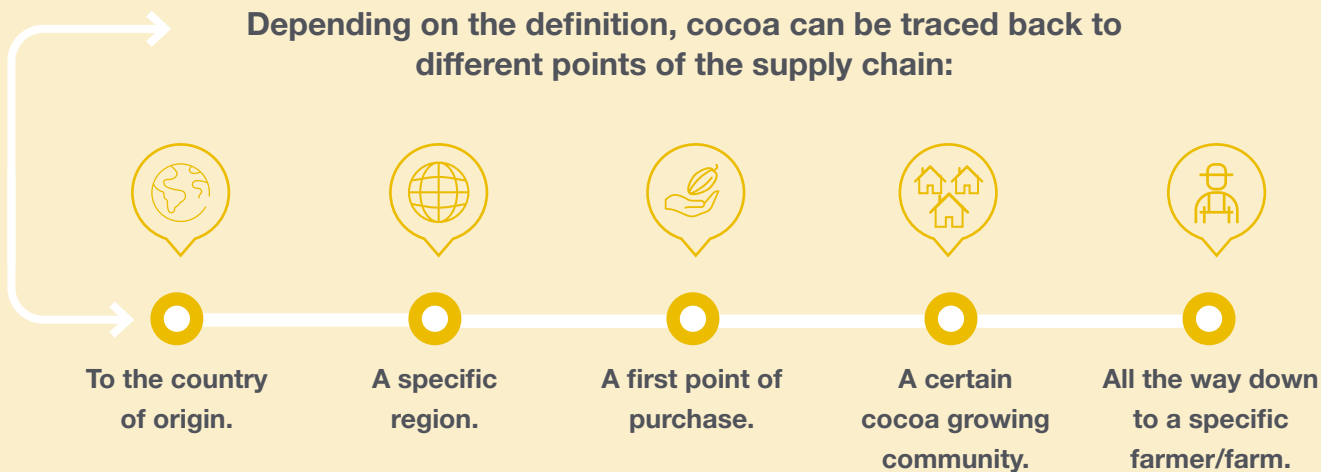 Depending on the definition, cocoa can be traced back to
different points of the supply chain:
To the country
of origin.
A specific
region.
A first point of
purchase.
A certain
cocoa growing
community.
All the way down
to a specific
farmer/farm.